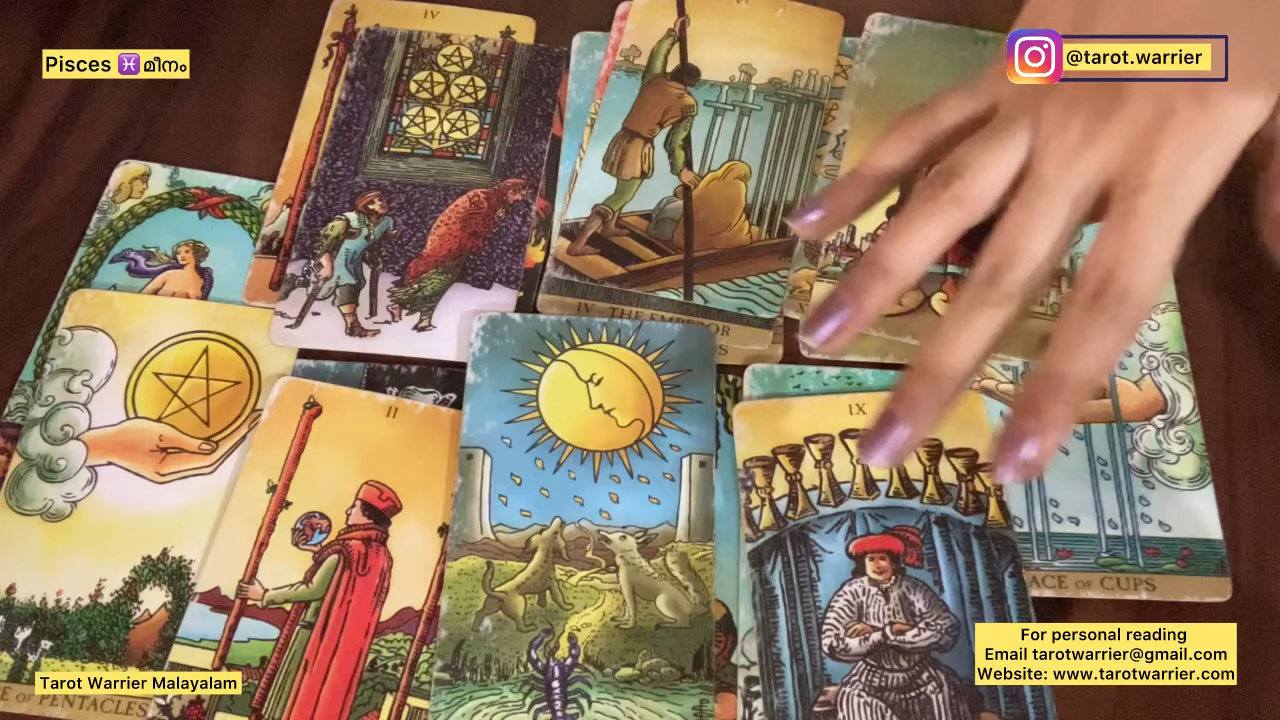 IV
VI
Pisces ♓ മീനം
@tarot.warrier
IV THE EMPEROR
II
IX
ACE OF CUPS
For personal reading
Email tarotwarrier@gmail.com
Website: www.tarotwarrier.com
Tarot Warrier Malayalam
OF PENTACLES